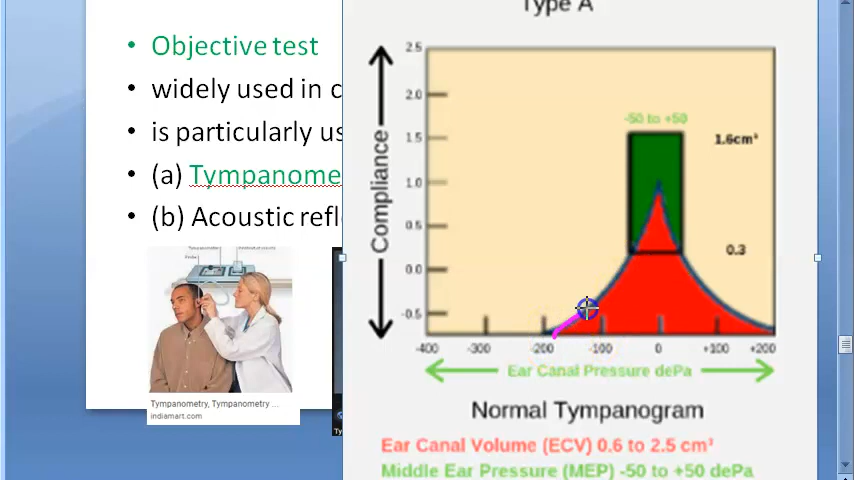 Type A
• Objective test
• widely used in c
• is particularly us
• (a) Tympanome
• (b) Acoustic refl
Compliance
2.5
2.0
1.5
1.0
0.5
0.0
-0.5
-50 to +50
1.6cm³
0.3
-400 -300 -200 -100 0 +100 +200
Ear Canal Pressure dePa
Normal Tympanogram
Ear Canal Volume (ECV) 0.6 to 2.5 cm³
Middle Ear Pressure (MEP) -50 to +50 dePa
Tympanometry, Tympanometry ...
indiamart.com
Ty